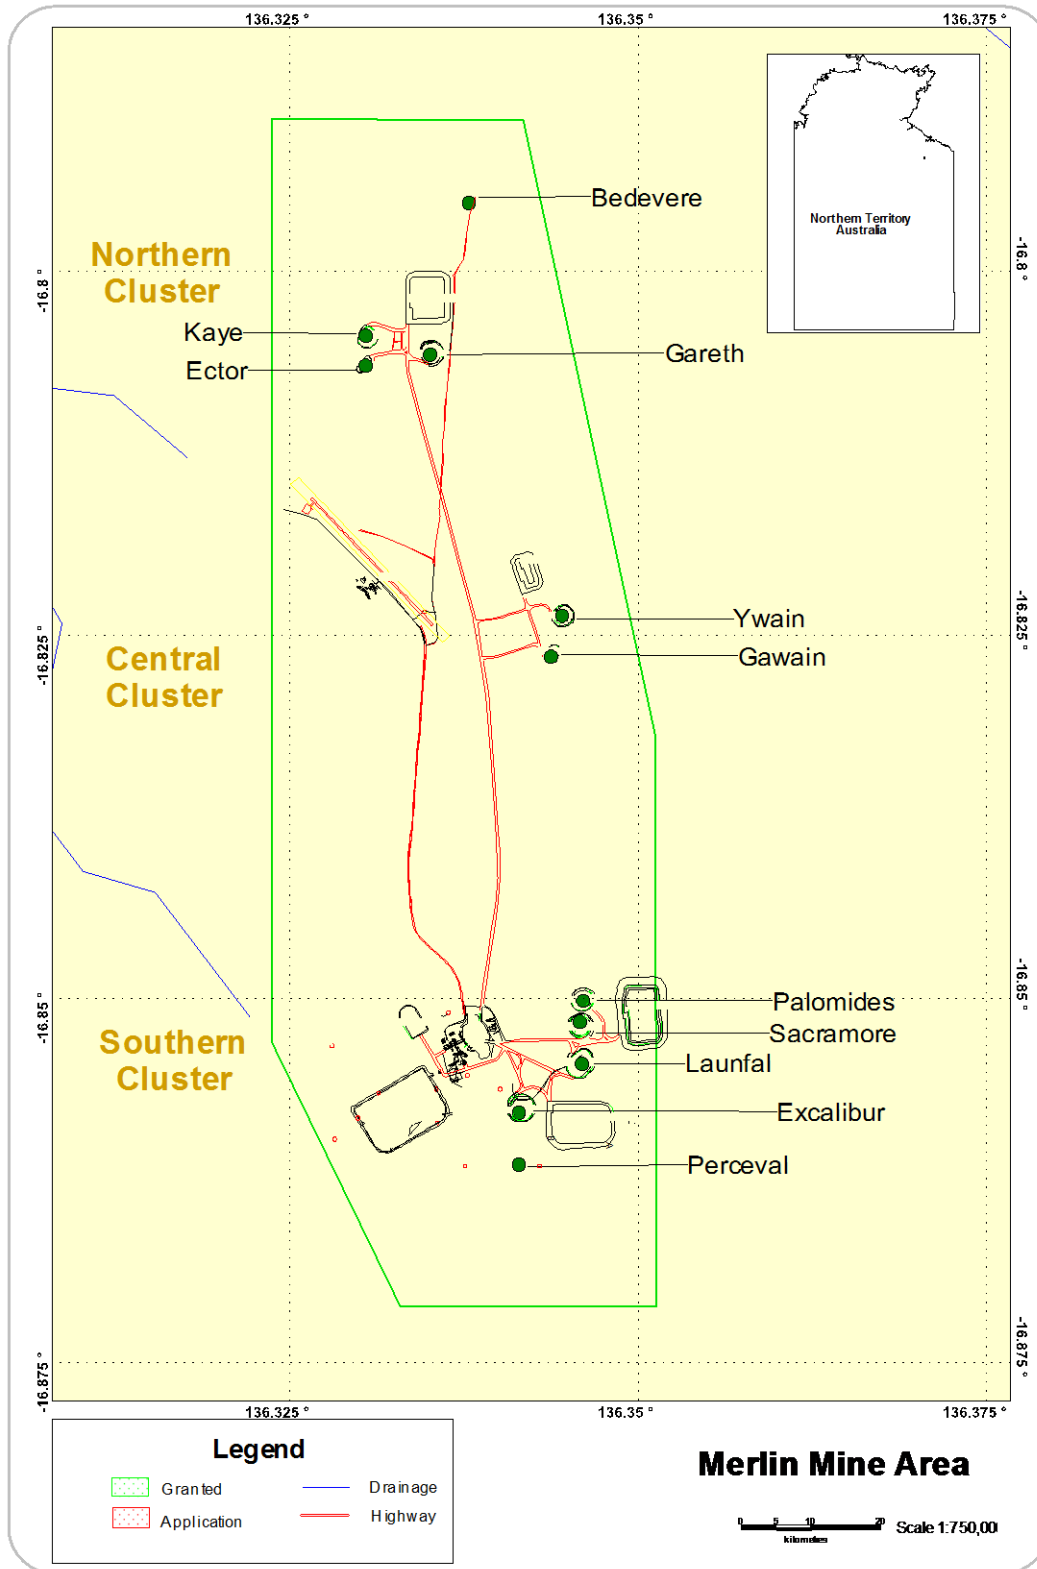 136.325 °
136.35 °
136.375 °
Northern Territory
Australia
Bedevere
Northern
Cluster
-16.8 °
-16.8 °
Kaye
Gareth
Ector
Ywain
-16.825 °
-16.825 °
Central
Cluster
Gawain
-16.85 °
-16.85 °
Palomides
Sacramore
Southern
Cluster
Launfal
Excalibur
Perceval
-16.875 °
-16.875 °
136.325 °
136.35 °
136.375 °
Legend
Granted
Drainage
Application
Highway
Merlin Mine Area
0 5 10 20
kilometres
Scale 1:750,00